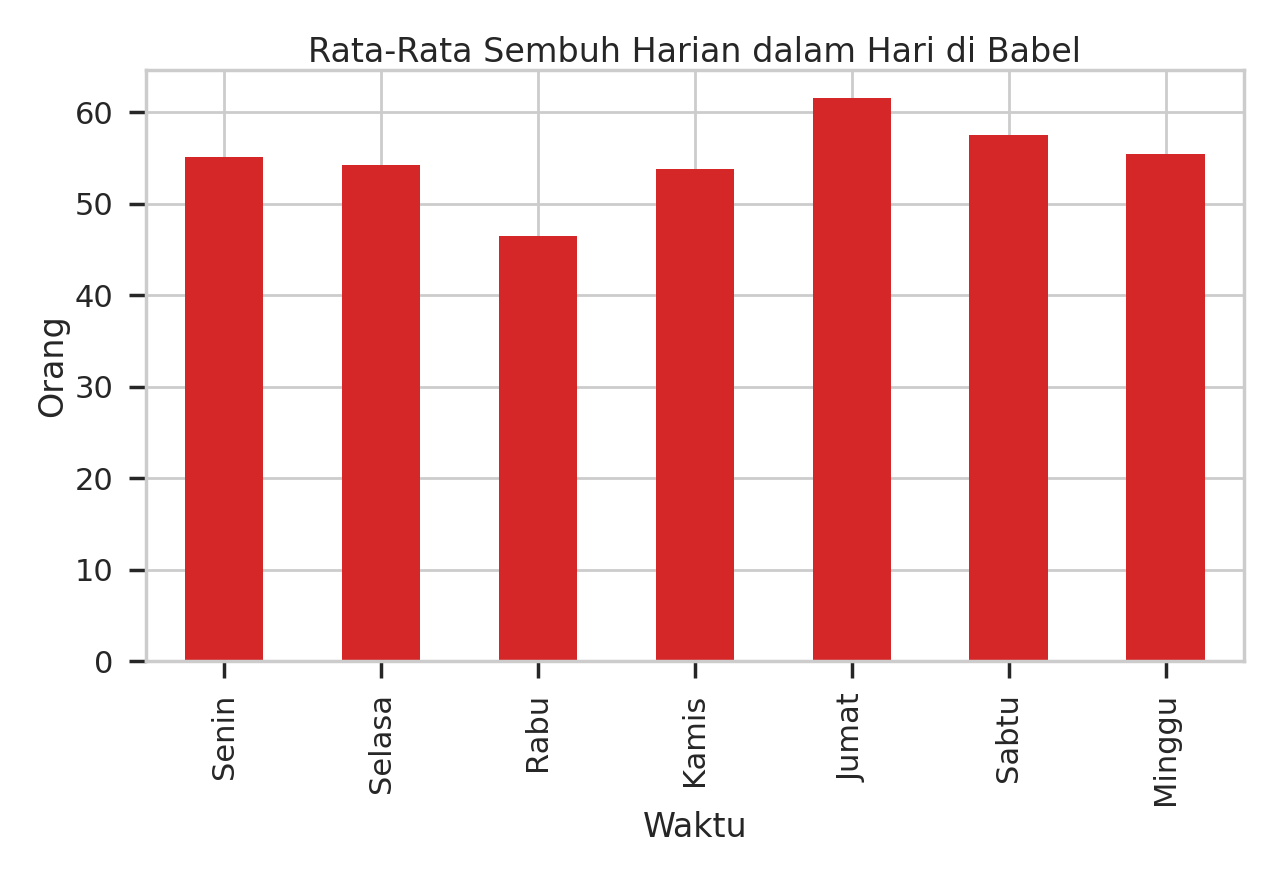 Rata-Rata Sembuh Harian dalam Hari di Babel
Orang
60
50
40
30
20
10
0
Senin
Selasa
Rabu
Kamis
Jumat
Sabtu
Minggu
Waktu